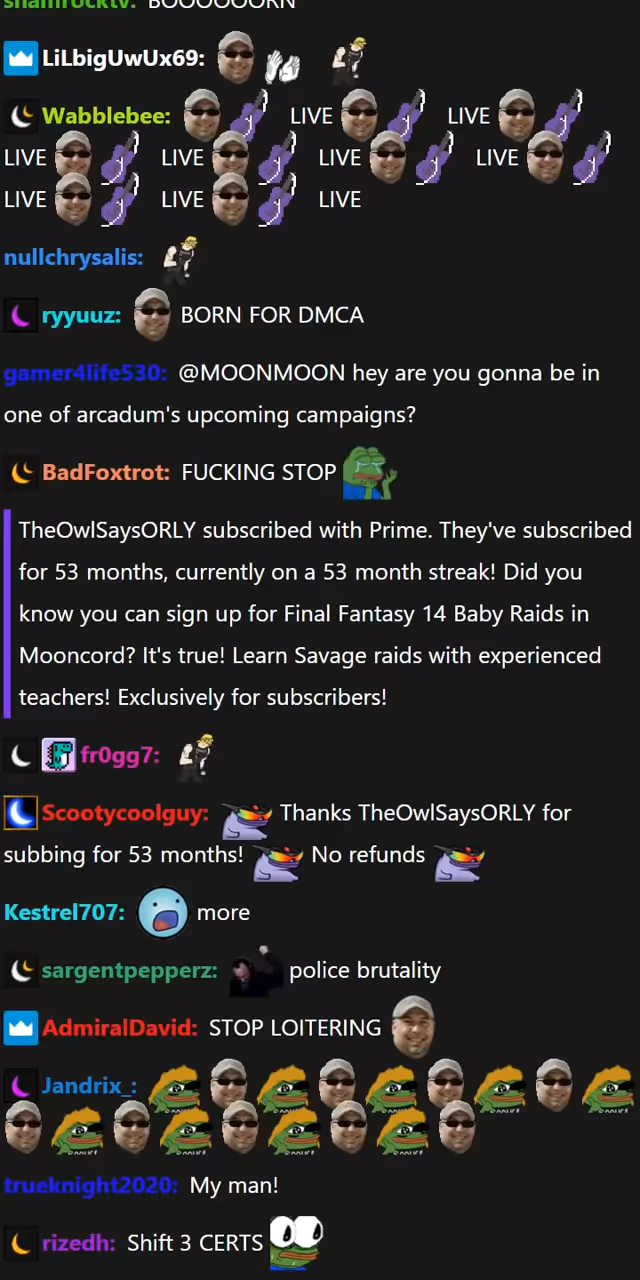 shamrocktv: BOOOOOORN
LiLbigUwUx69:
Wabblebee: LIVE LIVE
LIVE LIVE LIVE LIVE
LIVE LIVE LIVE
nullchrysalis:
ryyuuz: BORN FOR DMCA
gamer4life530: @MOONMOON hey are you gonna be in
one of arcadum's upcoming campaigns?
BadFoxtrot: FUCKING STOP
TheOwlSaysORLY subscribed with Prime. They've subscribed
for 53 months, currently on a 53 month streak! Did you
know you can sign up for Final Fantasy 14 Baby Raids in
Mooncord? It's true! Learn Savage raids with experienced
teachers! Exclusively for subscribers!
fr0gg7:
Scootycoolguy: Thanks TheOwlSaysORLY for
subbing for 53 months! No refunds
Kestrel707: more
sargentpepperz: police brutality
AdmiralDavid: STOP LOITERING
Jandrix_:
trueknight2020: My man!
rizedh: Shift 3 CERTS